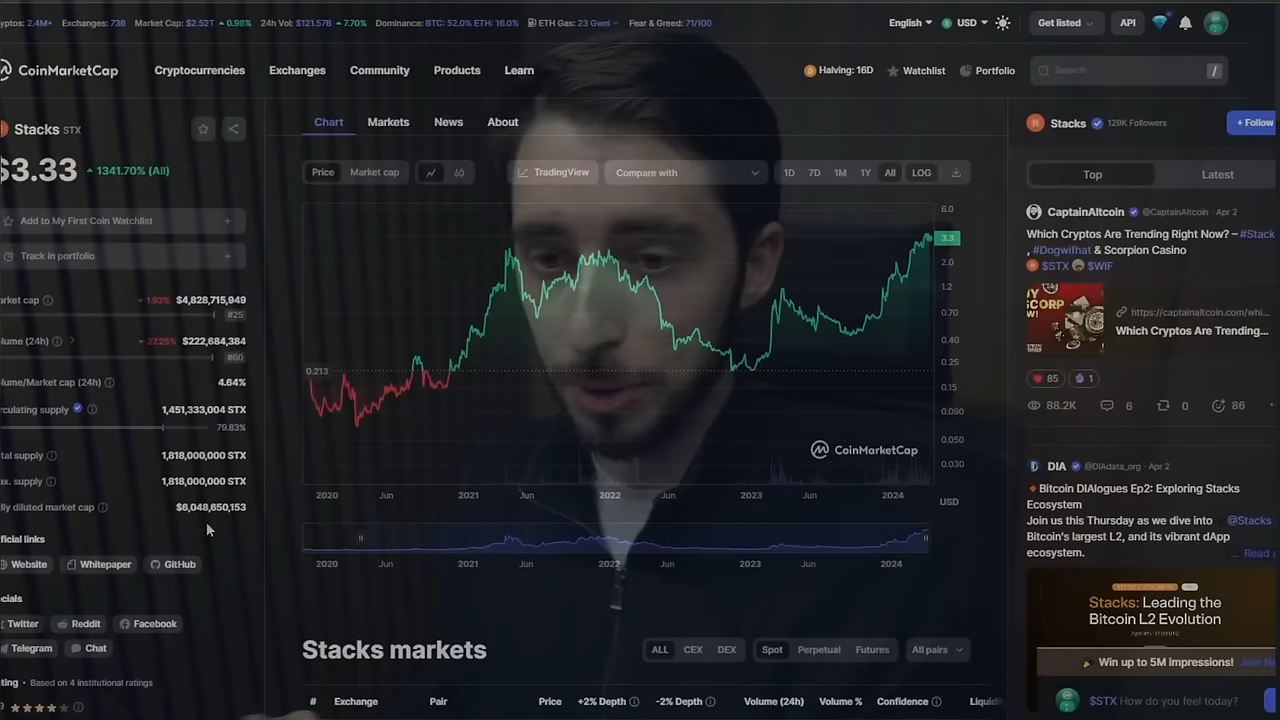 yptos: 2.4M+ Exchanges: 736 Market Cap: $2.52T 0.98% 24h Vol: $121.57B 7.70% Dominance: BTC: 52.0% ETH: 16.0% ETH Gas: 23 Gwei Fear & Greed: 71/100
English USD Get listed API
CoinMarketCap Cryptocurrencies Exchanges Community Products Learn Halving: 16D Watchlist Portfolio Search /
Stacks STX
$3.33 1341.70% (All)
Add to My First Coin Watchlist +
Track in portfolio +
arket cap 1.93% $4,828,715,949
#25
lume (24h) 27.25% $222,684,384
#60
lume/Market cap (24h) 4.64%
rculating supply 1,451,333,004 STX
79.83%
tal supply 1,818,000,000 STX
ax. supply 1,818,000,000 STX
lly diluted market cap $6,048,650,153
ficial links
Website Whitepaper GitHub
cials
Twitter Reddit Facebook
Telegram Chat
ting • Based on 4 institutional ratings
Chart Markets News About
Price Market cap TradingView Compare with 1D 7D 1M 1Y All LOG
6.0
3.3
2.0
1.2
0.70
0.40
0.25
0.213
0.15
0.090
0.050
0.030
CoinMarketCap
2020 Jun 2021 Jun 2022 Jun 2023 Jun 2024 USD
2020 Jun 2021 Jun 2022 Jun 2023 Jun 2024
Stacks markets ALL CEX DEX Spot Perpetual Futures All pairs
# Exchange Pair Price +2% Depth -2% Depth Volume (24h) Volume % Confidence Liquid
Stacks 129K Followers + Follow
Top Latest
CaptainAltcoin @CaptainAltcoin · Apr 2
Which Cryptos Are Trending Right Now? – #Stack
, #Dogwifhat & Scorpion Casino
$STX $WIF
https://captainaltcoin.com/whi...
Which Cryptos Are Trending...
85 1
88.2K 6 0 86
DIA @DIAdata_org · Apr 2
Bitcoin DIAlogues Ep2: Exploring Stacks
Ecosystem
Join us this Thursday as we dive into @Stacks
Bitcoin's largest L2, and its vibrant dApp
ecosystem. ... Read
Stacks: Leading the
Bitcoin L2 Evolution
Win up to 5M impressions! Join
$STX How do you feel today?